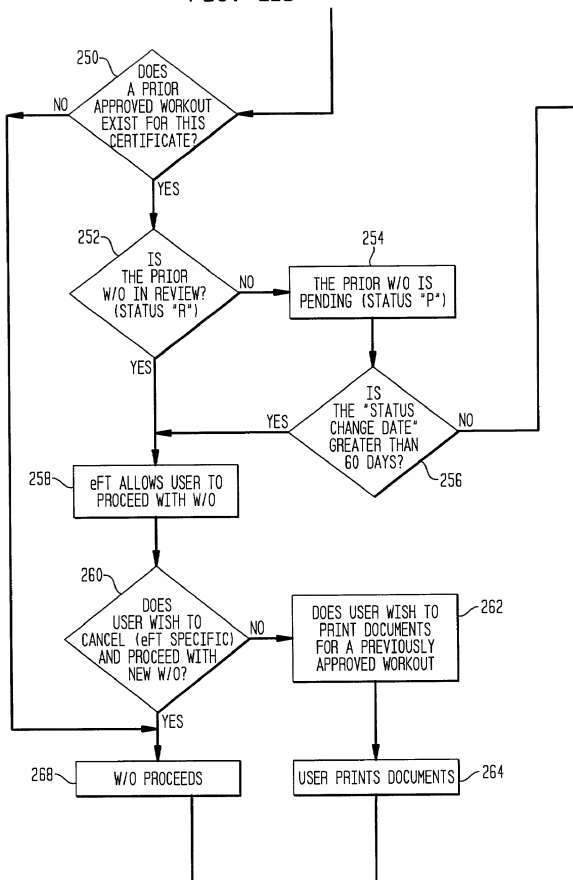 250
DOES
A PRIOR
APPROVED WORKOUT
EXIST FOR THIS
CERTIFICATE?
NO
YES
252
IS
THE PRIOR
W/O IN REVIEW?
(STATUS "R")
NO
YES
254
THE PRIOR W/O IS
PENDING (STATUS "P")
IS
THE "STATUS
CHANGE DATE"
GREATER THAN
60 DAYS?
YES
NO
256
258
eFT ALLOWS USER TO
PROCEED WITH W/O
260
DOES
USER WISH TO
CANCEL (eFT SPECIFIC)
AND PROCEED WITH
NEW W/O?
NO
YES
DOES USER WISH TO
PRINT DOCUMENTS
FOR A PREVIOUSLY
APPROVED WORKOUT
262
268
W/O PROCEEDS
USER PRINTS DOCUMENTS
264